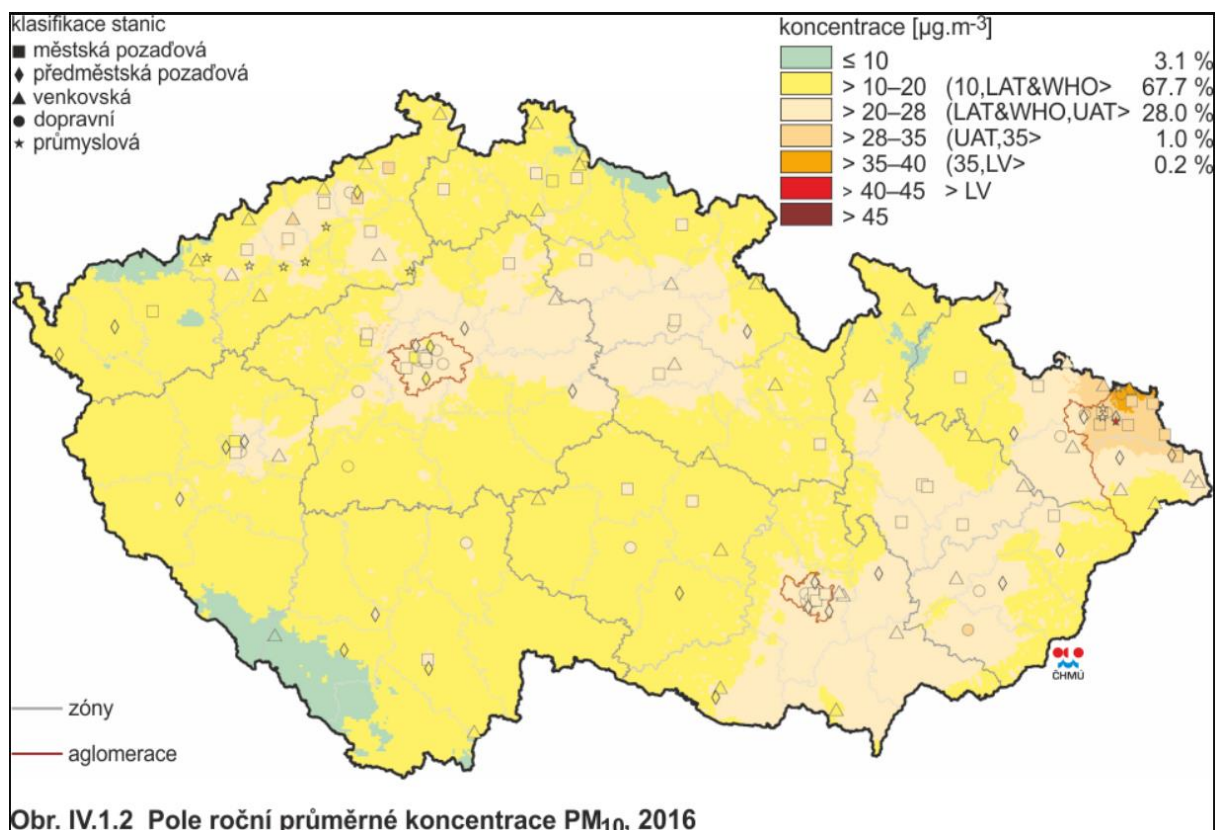 klasifikace stanic
městská pozaďová
předměstská pozaďová
venkovská
dopravní
průmyslová
koncentrace [µg.m-3]
≤ 10 3.1 %
> 10–20 (10,LAT&WHO> 67.7 %
> 20–28 (LAT&WHO,UAT> 28.0 %
> 28–35 (UAT,35> 1.0 %
> 35–40 (35,LV> 0.2 %
> 40–45 > LV
> 45
ČHMÚ
zóny
aglomerace
Obr. IV.1.2 Pole roční průměrné koncentrace PM10, 2016